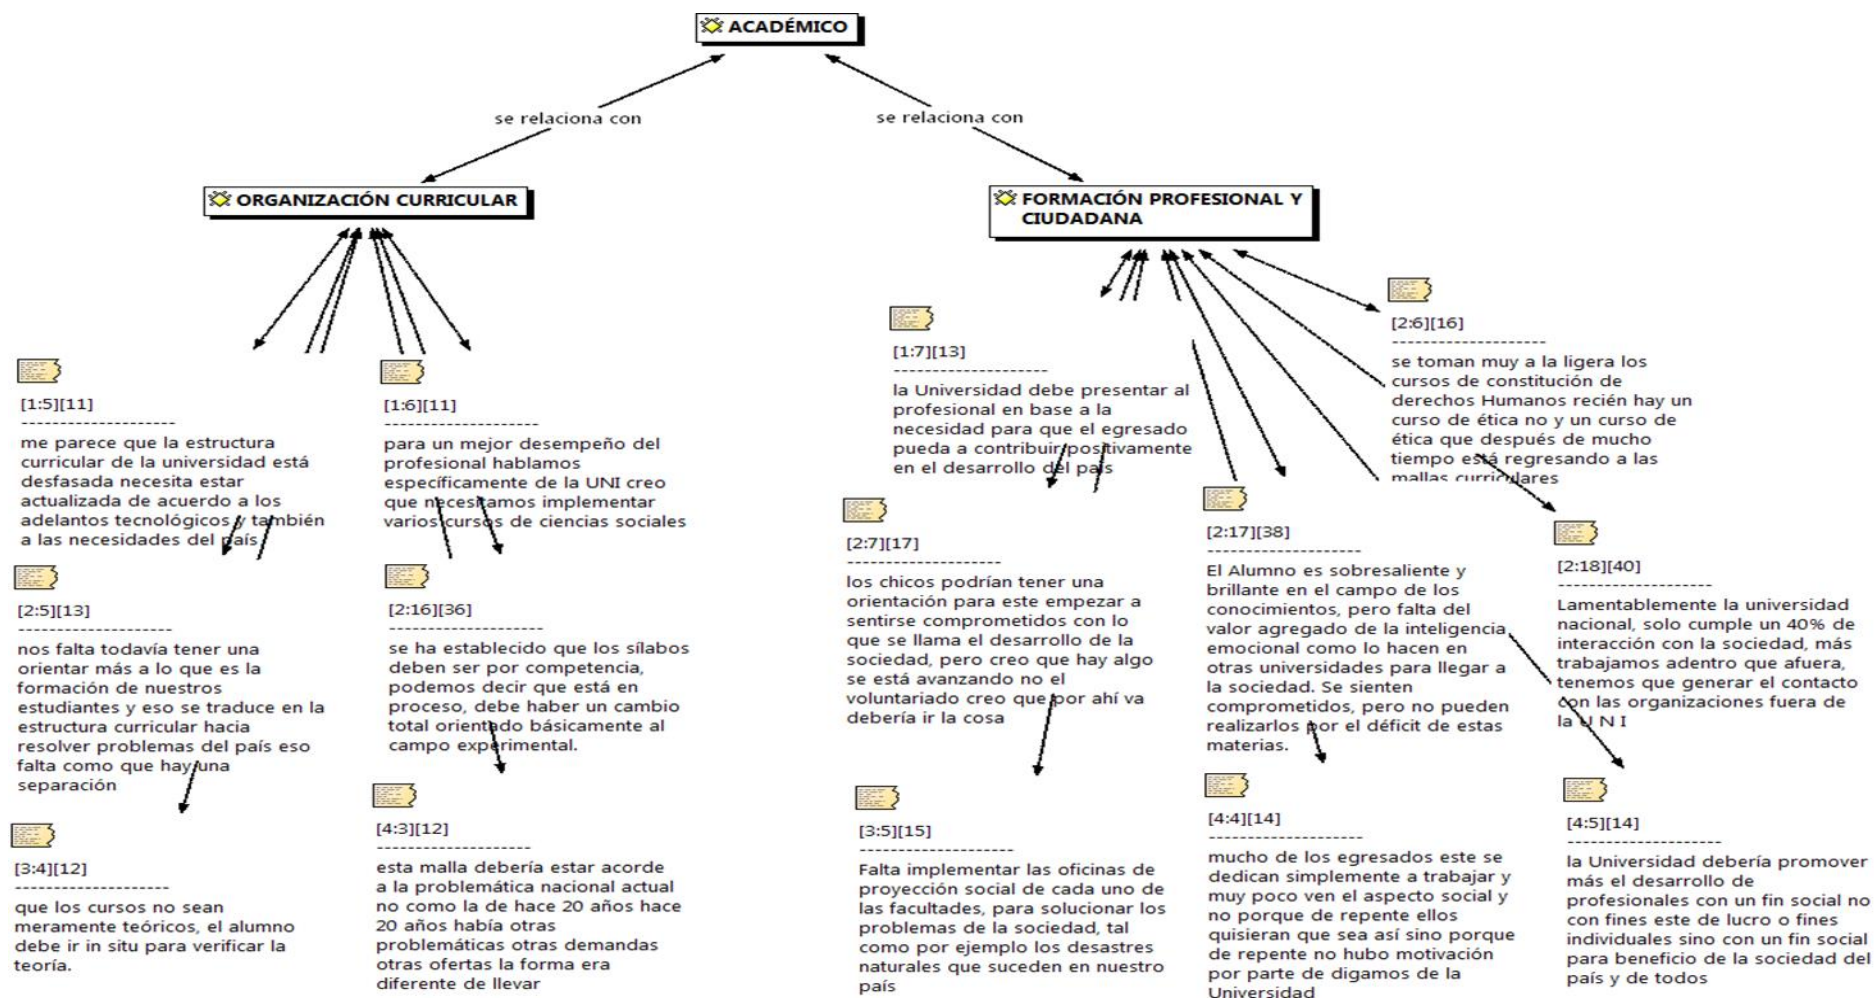 ACADÉMICO
se relaciona con
se relaciona con
ORGANIZACIÓN CURRICULAR
FORMACIÓN PROFESIONAL Y
CIUDADANA
[1:5][11]
--------------------
me parece que la estructura
curricular de la universidad está
desfasada necesita estar
actualizada de acuerdo a los
adelantos tecnológicos y también
a las necesidades del país
[1:6][11]
--------------------
para un mejor desempeño del
profesional hablamos
específicamente de la UNI creo
que necesitamos implementar
varios cursos de ciencias sociales
[2:5][13]
--------------------
nos falta todavía tener una
orientar más a lo que es la
formación de nuestros
estudiantes y eso se traduce en la
estructura curricular hacia
resolver problemas del país eso
falta como que hay una
separación
[2:16][36]
--------------------
se ha establecido que los sílabos
deben ser por competencia,
podemos decir que está en
proceso, debe haber un cambio
total orientado básicamente al
campo experimental.
[3:4][12]
--------------------
que los cursos no sean
meramente teóricos, el alumno
debe ir in situ para verificar la
teoría.
[4:3][12]
--------------------
esta malla debería estar acorde
a la problemática nacional actual
no como la de hace 20 años hace
20 años había otras
problemáticas otras demandas
otras ofertas la forma era
diferente de llevar
[1:7][13]
--------------------
la Universidad debe presentar al
profesional en base a la
necesidad para que el egresado
pueda a contribuir positivamente
en el desarrollo del país
[2:6][16]
--------------------
se toman muy a la ligera los
cursos de constitución de
derechos Humanos recién hay un
curso de ética no y un curso de
ética que después de mucho
tiempo está regresando a las
mallas curriculares
[2:7][17]
--------------------
los chicos podrían tener una
orientación para este empezar a
sentirse comprometidos con lo
que se llama el desarrollo de la
sociedad, pero creo que hay algo
se está avanzando no el
voluntariado creo que por ahí va
debería ir la cosa
[2:17][38]
--------------------
El Alumno es sobresaliente y
brillante en el campo de los
conocimientos, pero falta del
valor agregado de la inteligencia
emocional como lo hacen en
otras universidades para llegar a
la sociedad. Se sienten
comprometidos, pero no pueden
realizarlos por el déficit de estas
materias.
[2:18][40]
--------------------
Lamentablemente la universidad
nacional, solo cumple un 40% de
interacción con la sociedad, más
trabajamos adentro que afuera,
tenemos que generar el contacto
con las organizaciones fuera de
la U N I
[3:5][15]
--------------------
Falta implementar las oficinas de
proyección social de cada uno de
las facultades, para solucionar los
problemas de la sociedad, tal
como por ejemplo los desastres
naturales que suceden en nuestro
país
[4:4][14]
--------------------
mucho de los egresados este se
dedican simplemente a trabajar y
muy poco ven el aspecto social y
no porque de repente ellos
quisieran que sea así sino porque
de repente no hubo motivación
por parte de digamos de la
Universidad
[4:5][14]
--------------------
la Universidad debería promover
más el desarrollo de
profesionales con un fin social no
con fines este de lucro o fines
individuales sino con un fin social
para beneficio de la sociedad del
país y de todos